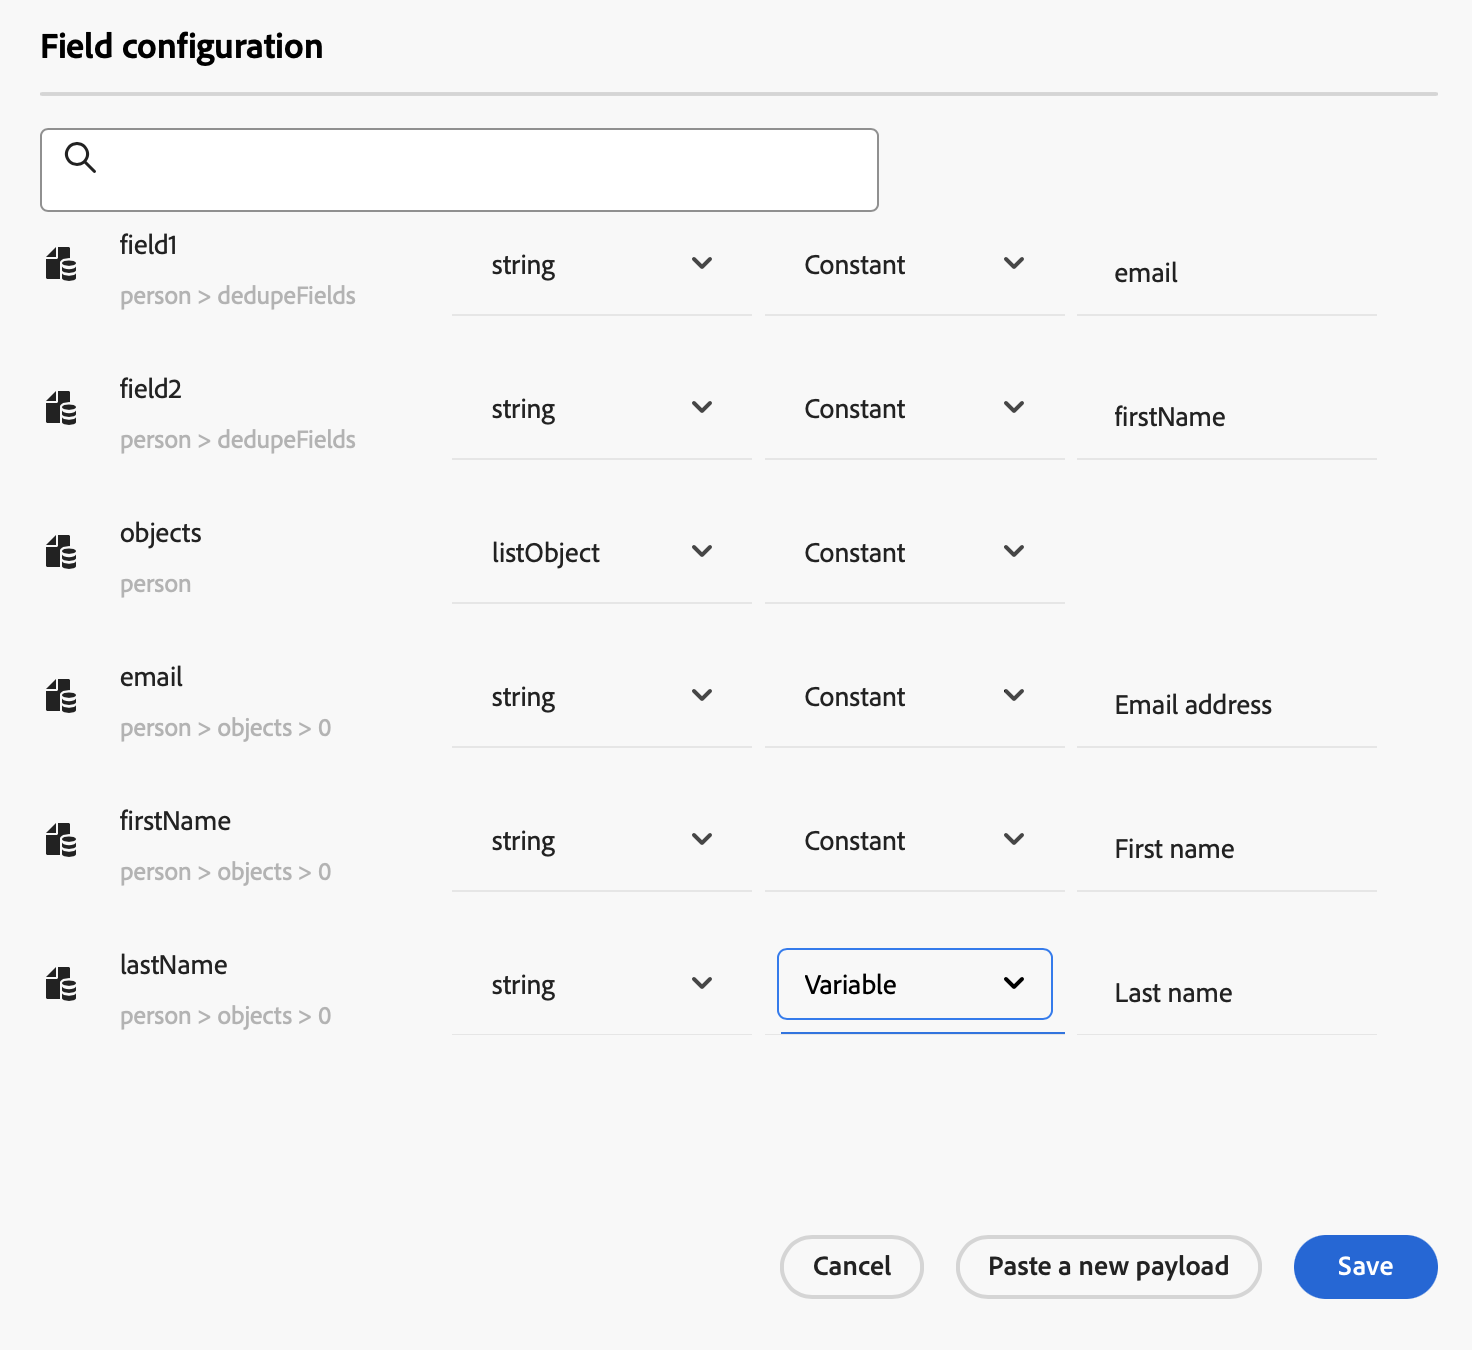 Field configuration
field1
person > dedupeFields
string
Constant
email
field2
person > dedupeFields
string
Constant
firstName
objects
person
listObject
Constant
email
person > objects > 0
string
Constant
Email address
firstName
person > objects > 0
string
Constant
First name
lastName
person > objects > 0
string
Variable
Last name
Cancel
Paste a new payload
Save